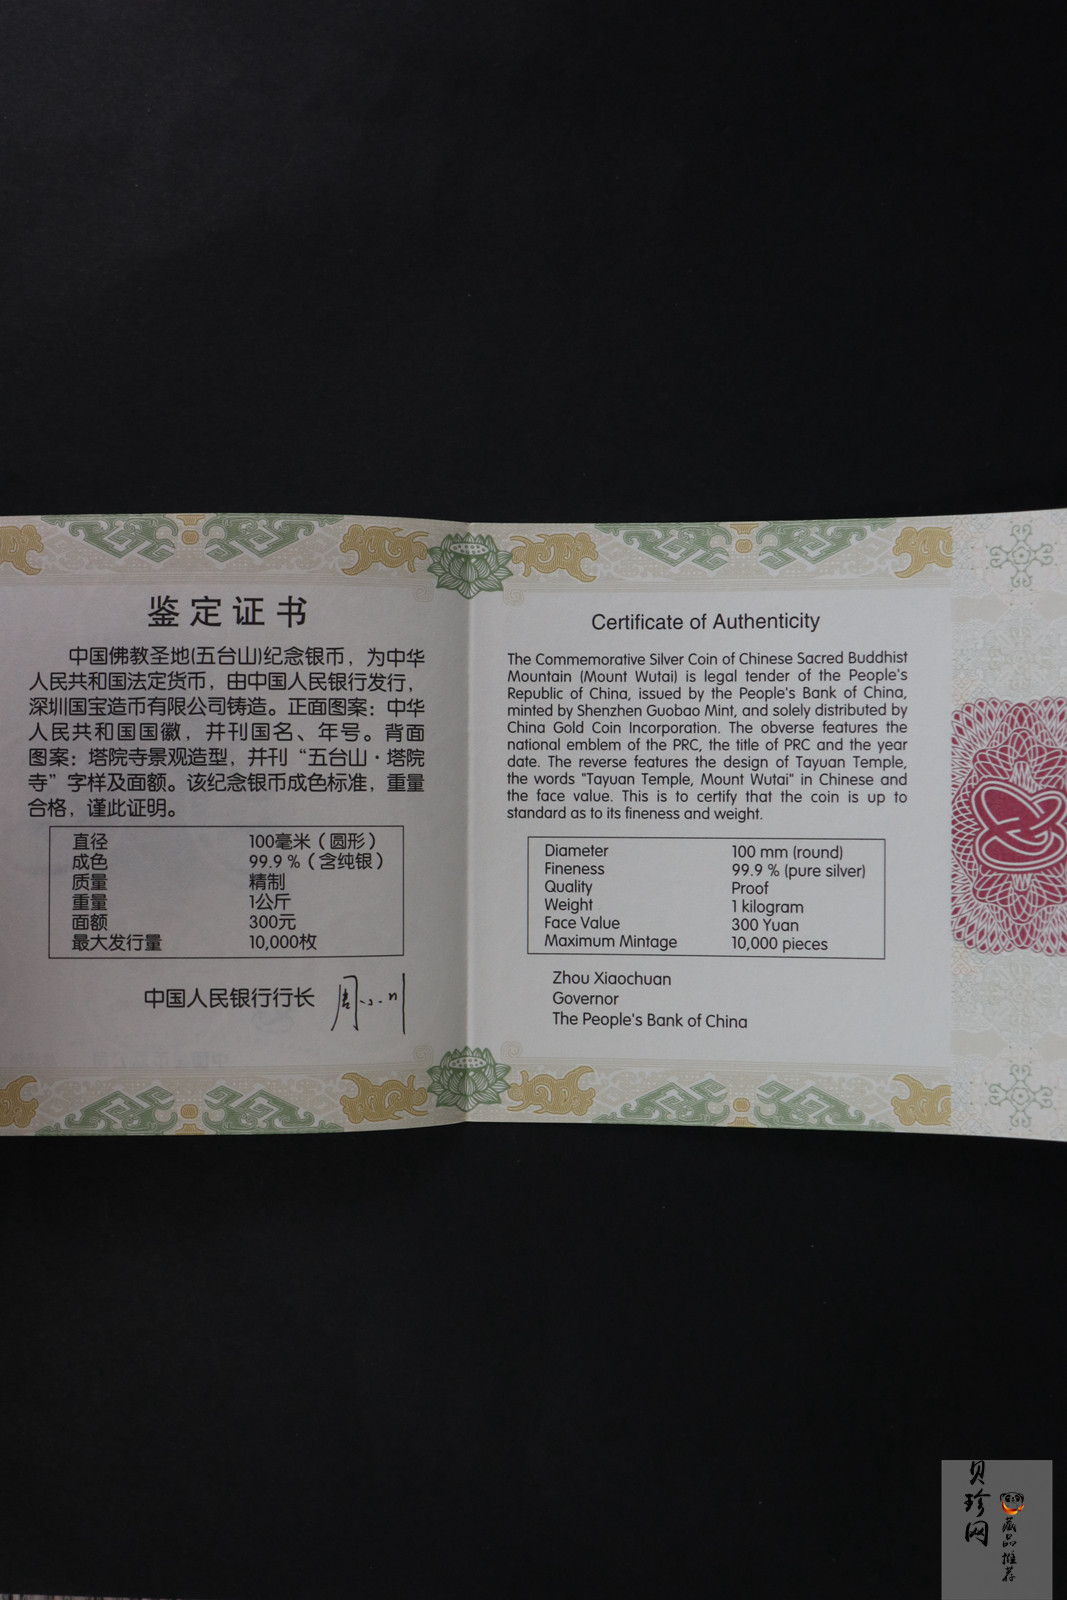 鉴定证书
中国佛教圣地(五台山)纪念银币，为中华
人民共和国法定货币，由中国人民银行发行，
深圳国宝造币有限公司铸造。正面图案：中华
人民共和国国徽，并刊国名、年号。背面
图案：塔院寺景观造型，并刊“五台山·塔院
寺”字样及面额。该纪念银币成色标准，重量
合格，谨此证明。
直径 100毫米（圆形）
成色 99.9 %（含纯银）
质量 精制
重量 1公斤
面额 300元
最大发行量 10,000枚
中国人民银行行长 周小川
Certificate of Authenticity
The Commemorative Silver Coin of Chinese Sacred Buddhist
Mountain (Mount Wutai) is legal tender of the People's
Republic of China, issued by the People's Bank of China,
minted by Shenzhen Guobao Mint, and solely distributed by
China Gold Coin Incorporation. The obverse features the
national emblem of the PRC, the title of PRC and the year
date. The reverse features the design of Tayuan Temple,
the words "Tayuan Temple, Mount Wutai" in Chinese and
the face value. This is to certify that the coin is up to
standard as to its fineness and weight.
Diameter 100 mm (round)
Fineness 99.9 % (pure silver)
Quality Proof
Weight 1 kilogram
Face Value 300 Yuan
Maximum Mintage 10,000 pieces
Zhou Xiaochuan
Governor
The People's Bank of China
贝珍网
藏品推荐